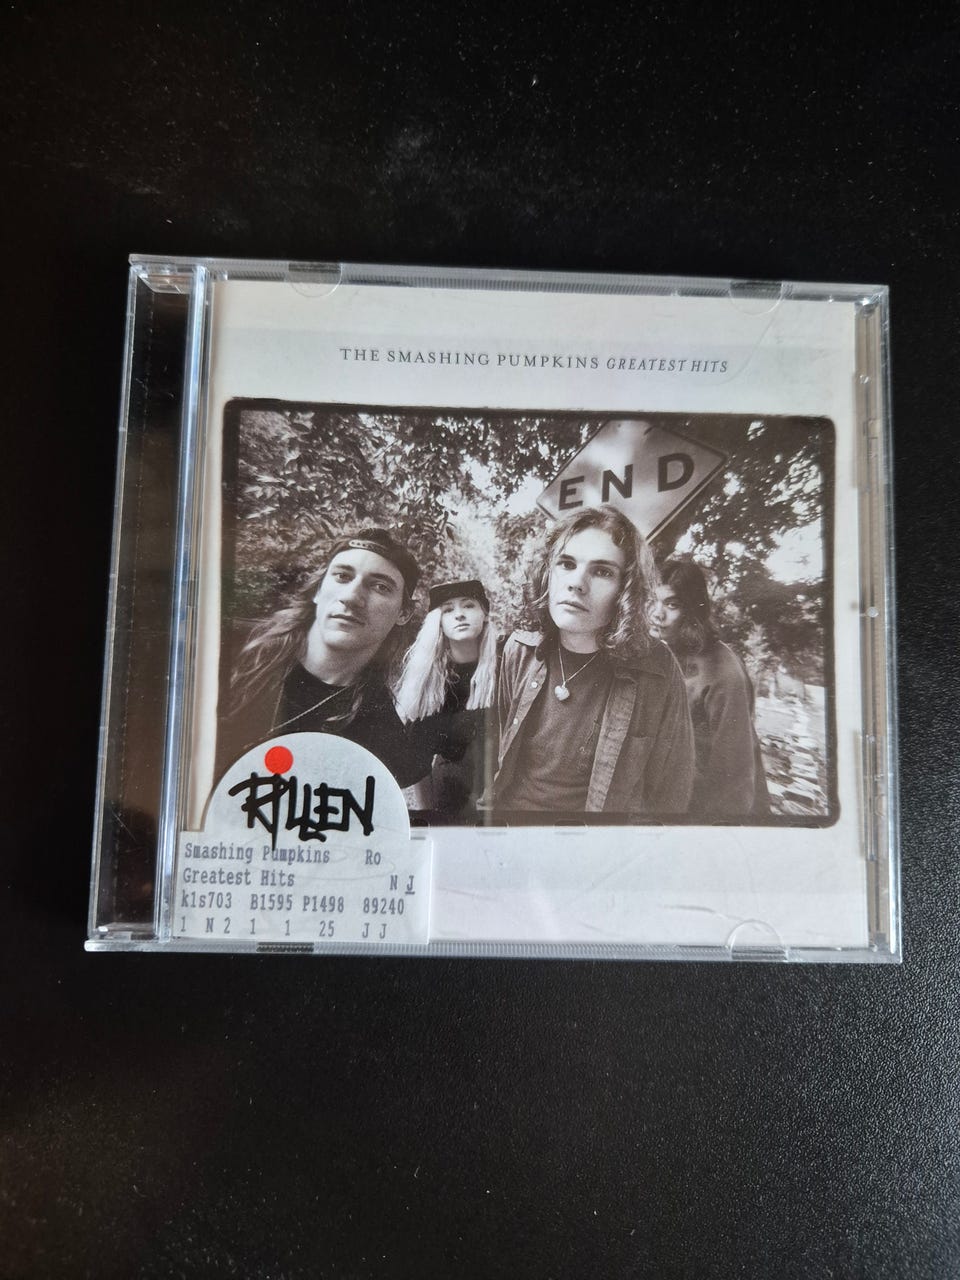 THE SMASHING PUMPKINS GREATEST HITS
END
RILLEN
Smashing Pumpkins Ro
Greatest Hits N J
k1s703 B1595 P1498 89240
1 N 2 1 1 25 J J